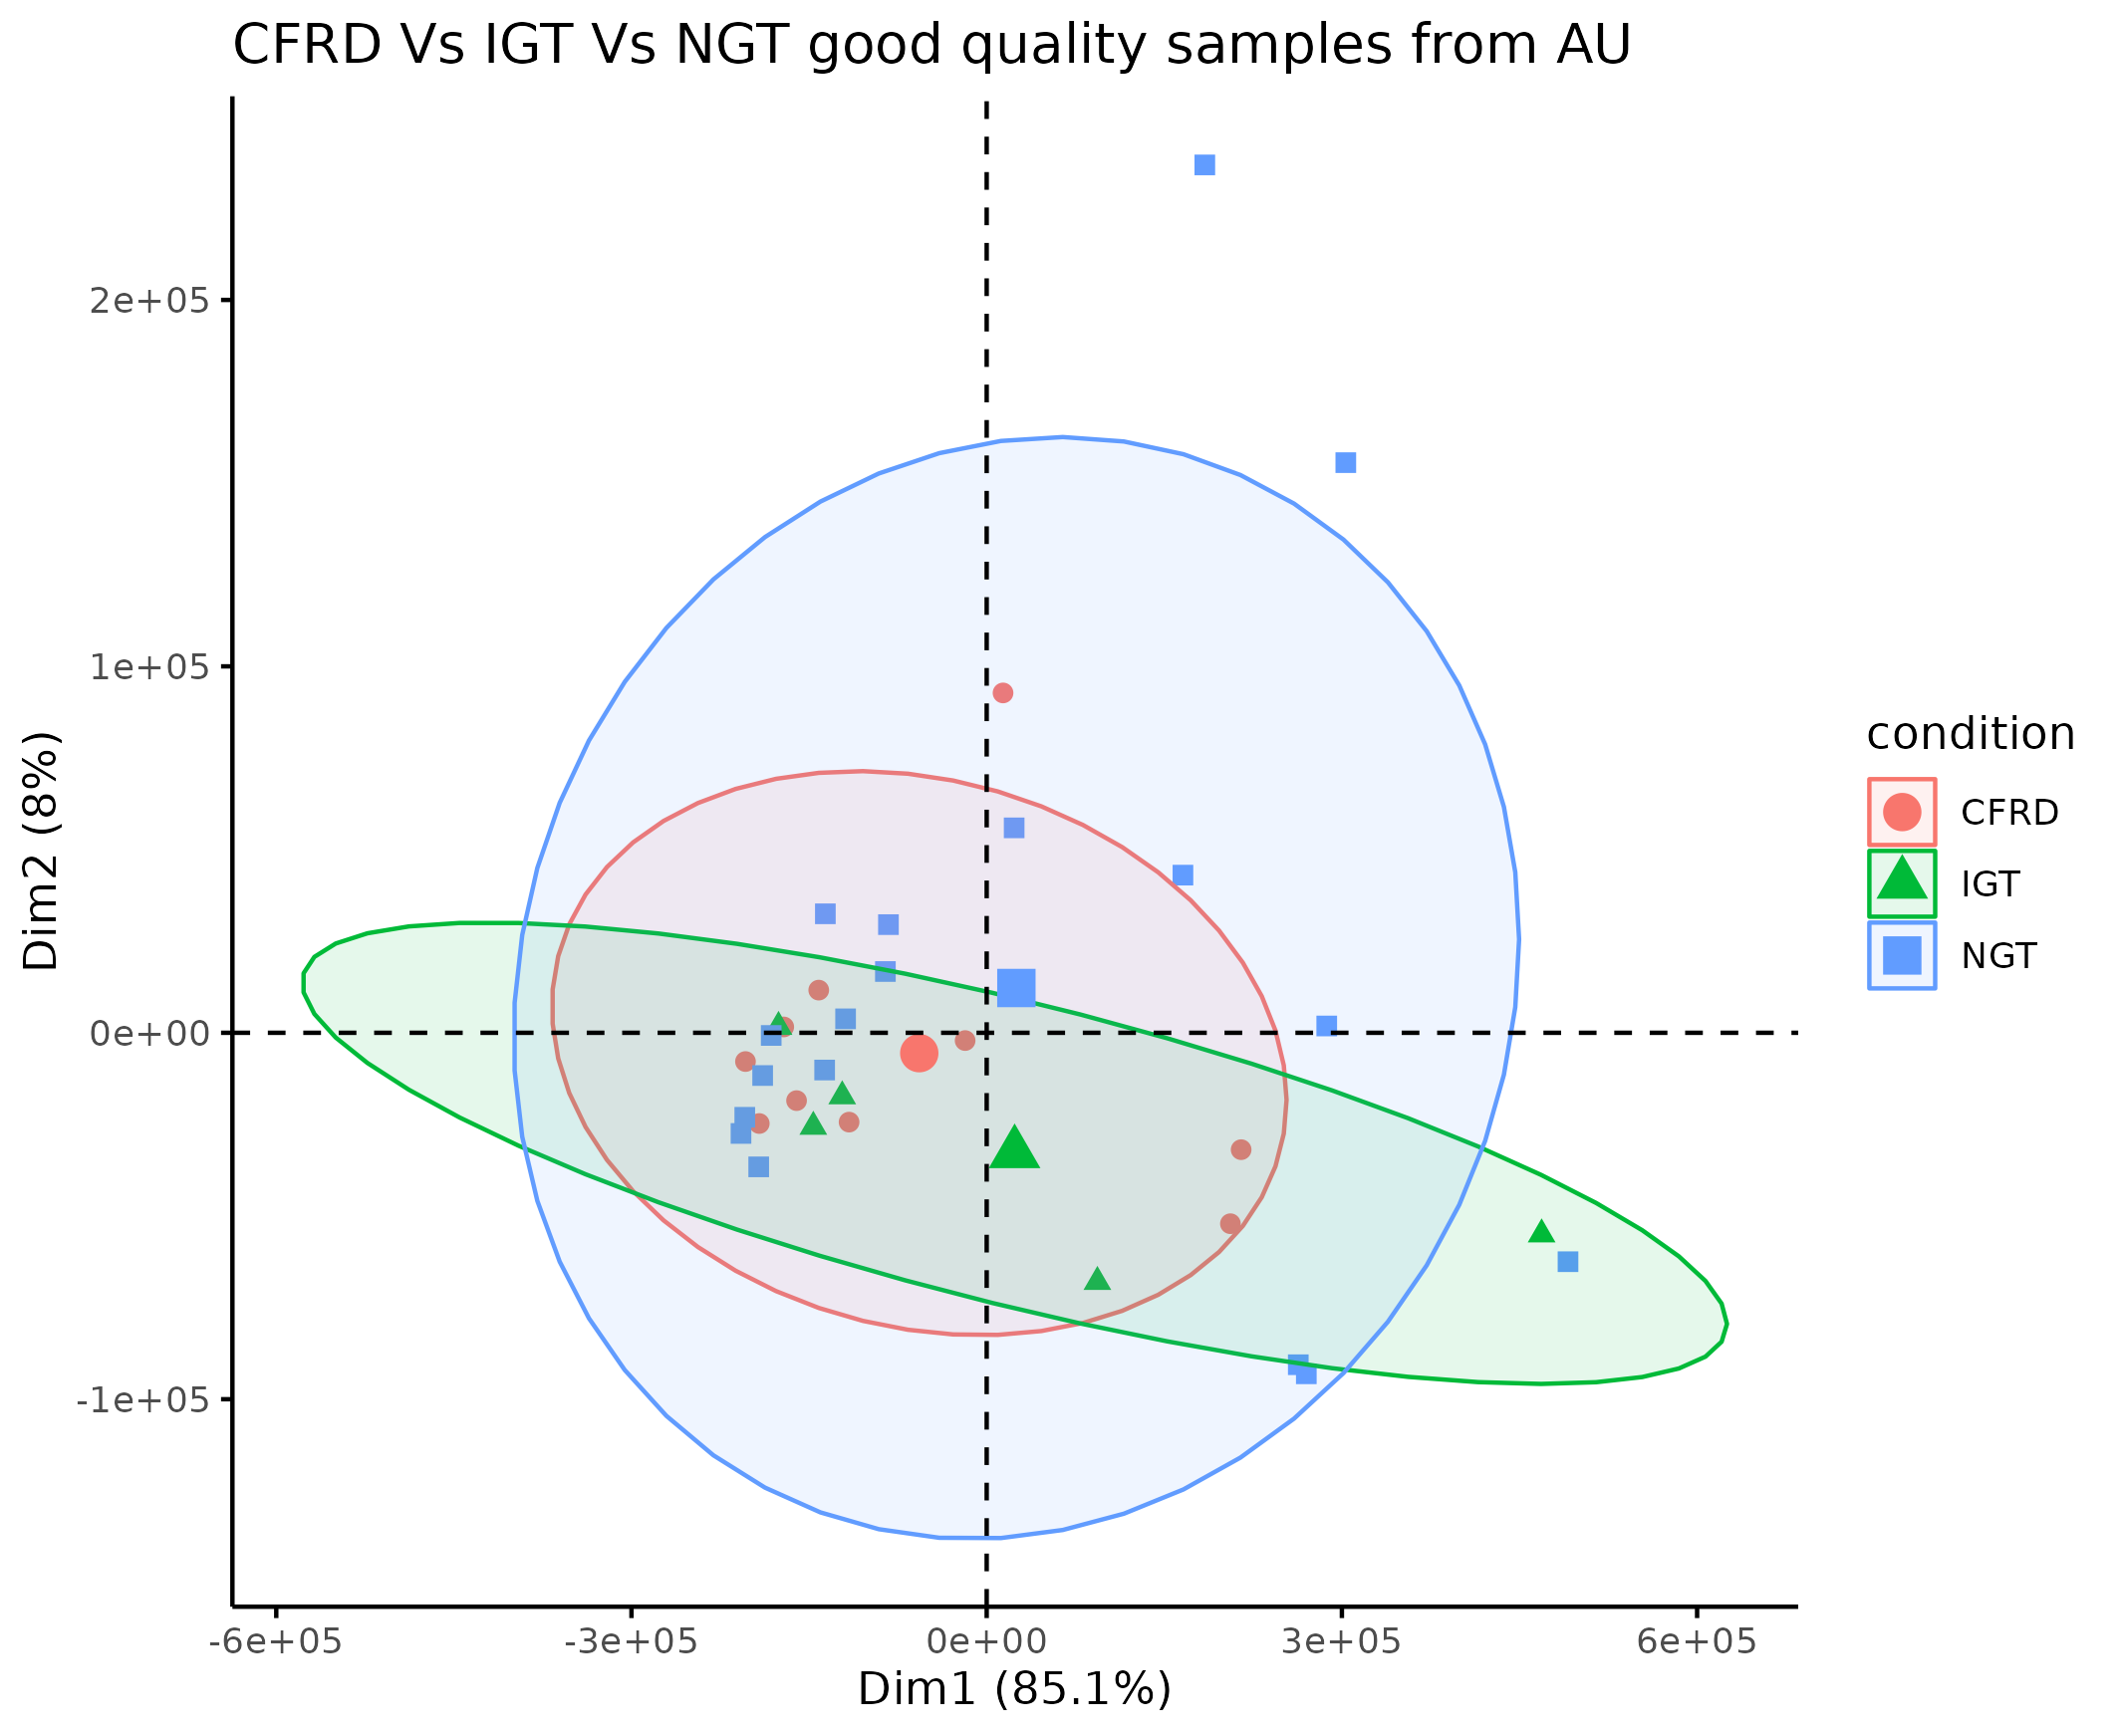 CFRD Vs IGT Vs NGT good quality samples from AU
2e+05
1e+05
0e+00
-1e+05
Dim2 (8%)
-6e+05
-3e+05
0e+00
3e+05
6e+05
Dim1 (85.1%)
condition
CFRD
IGT
NGT